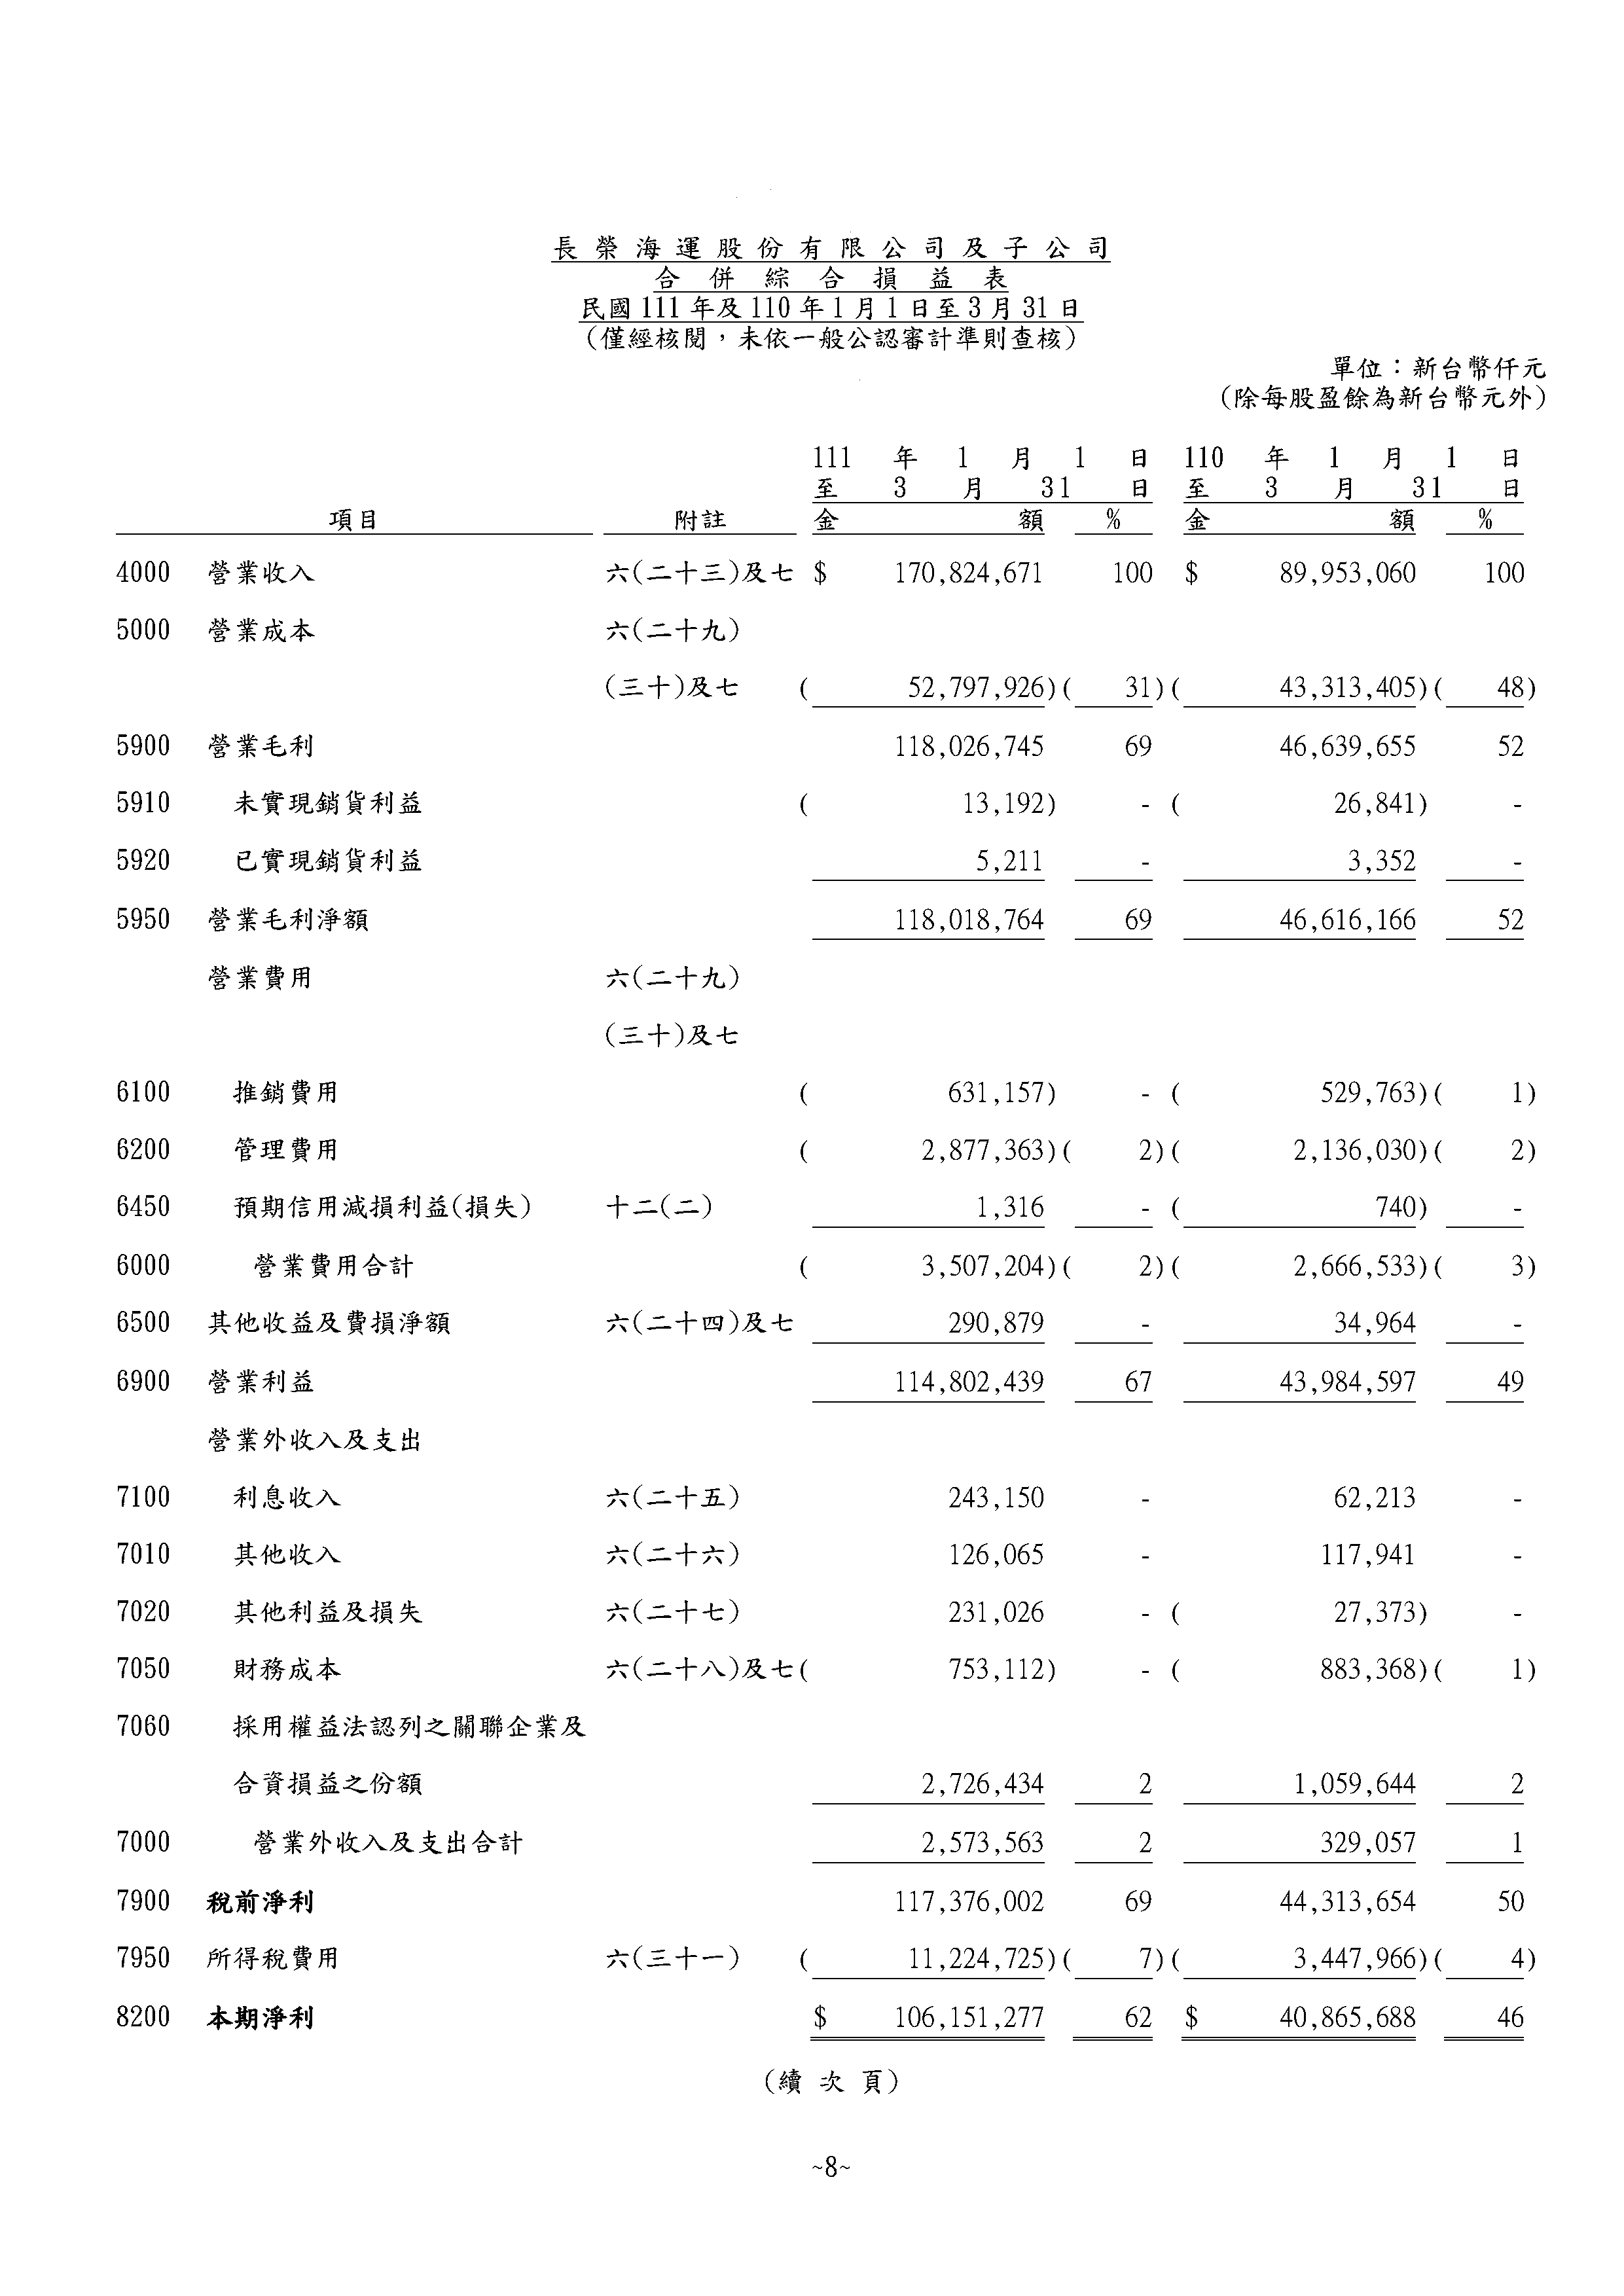 長榮海運股份有限公司及子公司
合併綜合損益表
民國111年及110年1月1日至3月31日
(僅經核閱，未依一般公認審計準則查核)
單位：新台幣仟元
(除每股盈餘為新台幣元外)
111 年 1 月 1 日 110 年 1 月 1 日
至 3 月 31 日 至 3 月 31 日
項目 附註 金 額 % 金 額 %
4000 營業收入 六(二十三)及七 $ 170,824,671 100 $ 89,953,060 100
5000 營業成本 六(二十九)
(三十)及七 ( 52,797,926)( 31)( 43,313,405)( 48)
5900 營業毛利 118,026,745 69 46,639,655 52
5910 未實現銷貨利益 ( 13,192) - ( 26,841) -
5920 已實現銷貨利益 5,211 - 3,352 -
5950 營業毛利淨額 118,018,764 69 46,616,166 52
營業費用 六(二十九)
(三十)及七
6100 推銷費用 ( 631,157) - ( 529,763)( 1)
6200 管理費用 ( 2,877,363)( 2)( 2,136,030)( 2)
6450 預期信用減損利益(損失) 十二(二) 1,316 - ( 740) -
6000 營業費用合計 ( 3,507,204)( 2)( 2,666,533)( 3)
6500 其他收益及費損淨額 六(二十四)及七 290,879 - 34,964 -
6900 營業利益 114,802,439 67 43,984,597 49
營業外收入及支出
7100 利息收入 六(二十五) 243,150 - 62,213 -
7010 其他收入 六(二十六) 126,065 - 117,941 -
7020 其他利益及損失 六(二十七) 231,026 - ( 27,373) -
7050 財務成本 六(二十八)及七( 753,112) - ( 883,368)( 1)
7060 採用權益法認列之關聯企業及
合資損益之份額 2,726,434 2 1,059,644 2
7000 營業外收入及支出合計 2,573,563 2 329,057 1
7900 稅前淨利 117,376,002 69 44,313,654 50
7950 所得稅費用 六(三十一) ( 11,224,725)( 7)( 3,447,966)( 4)
8200 本期淨利 $ 106,151,277 62 $ 40,865,688 46
(續次頁)
~8~